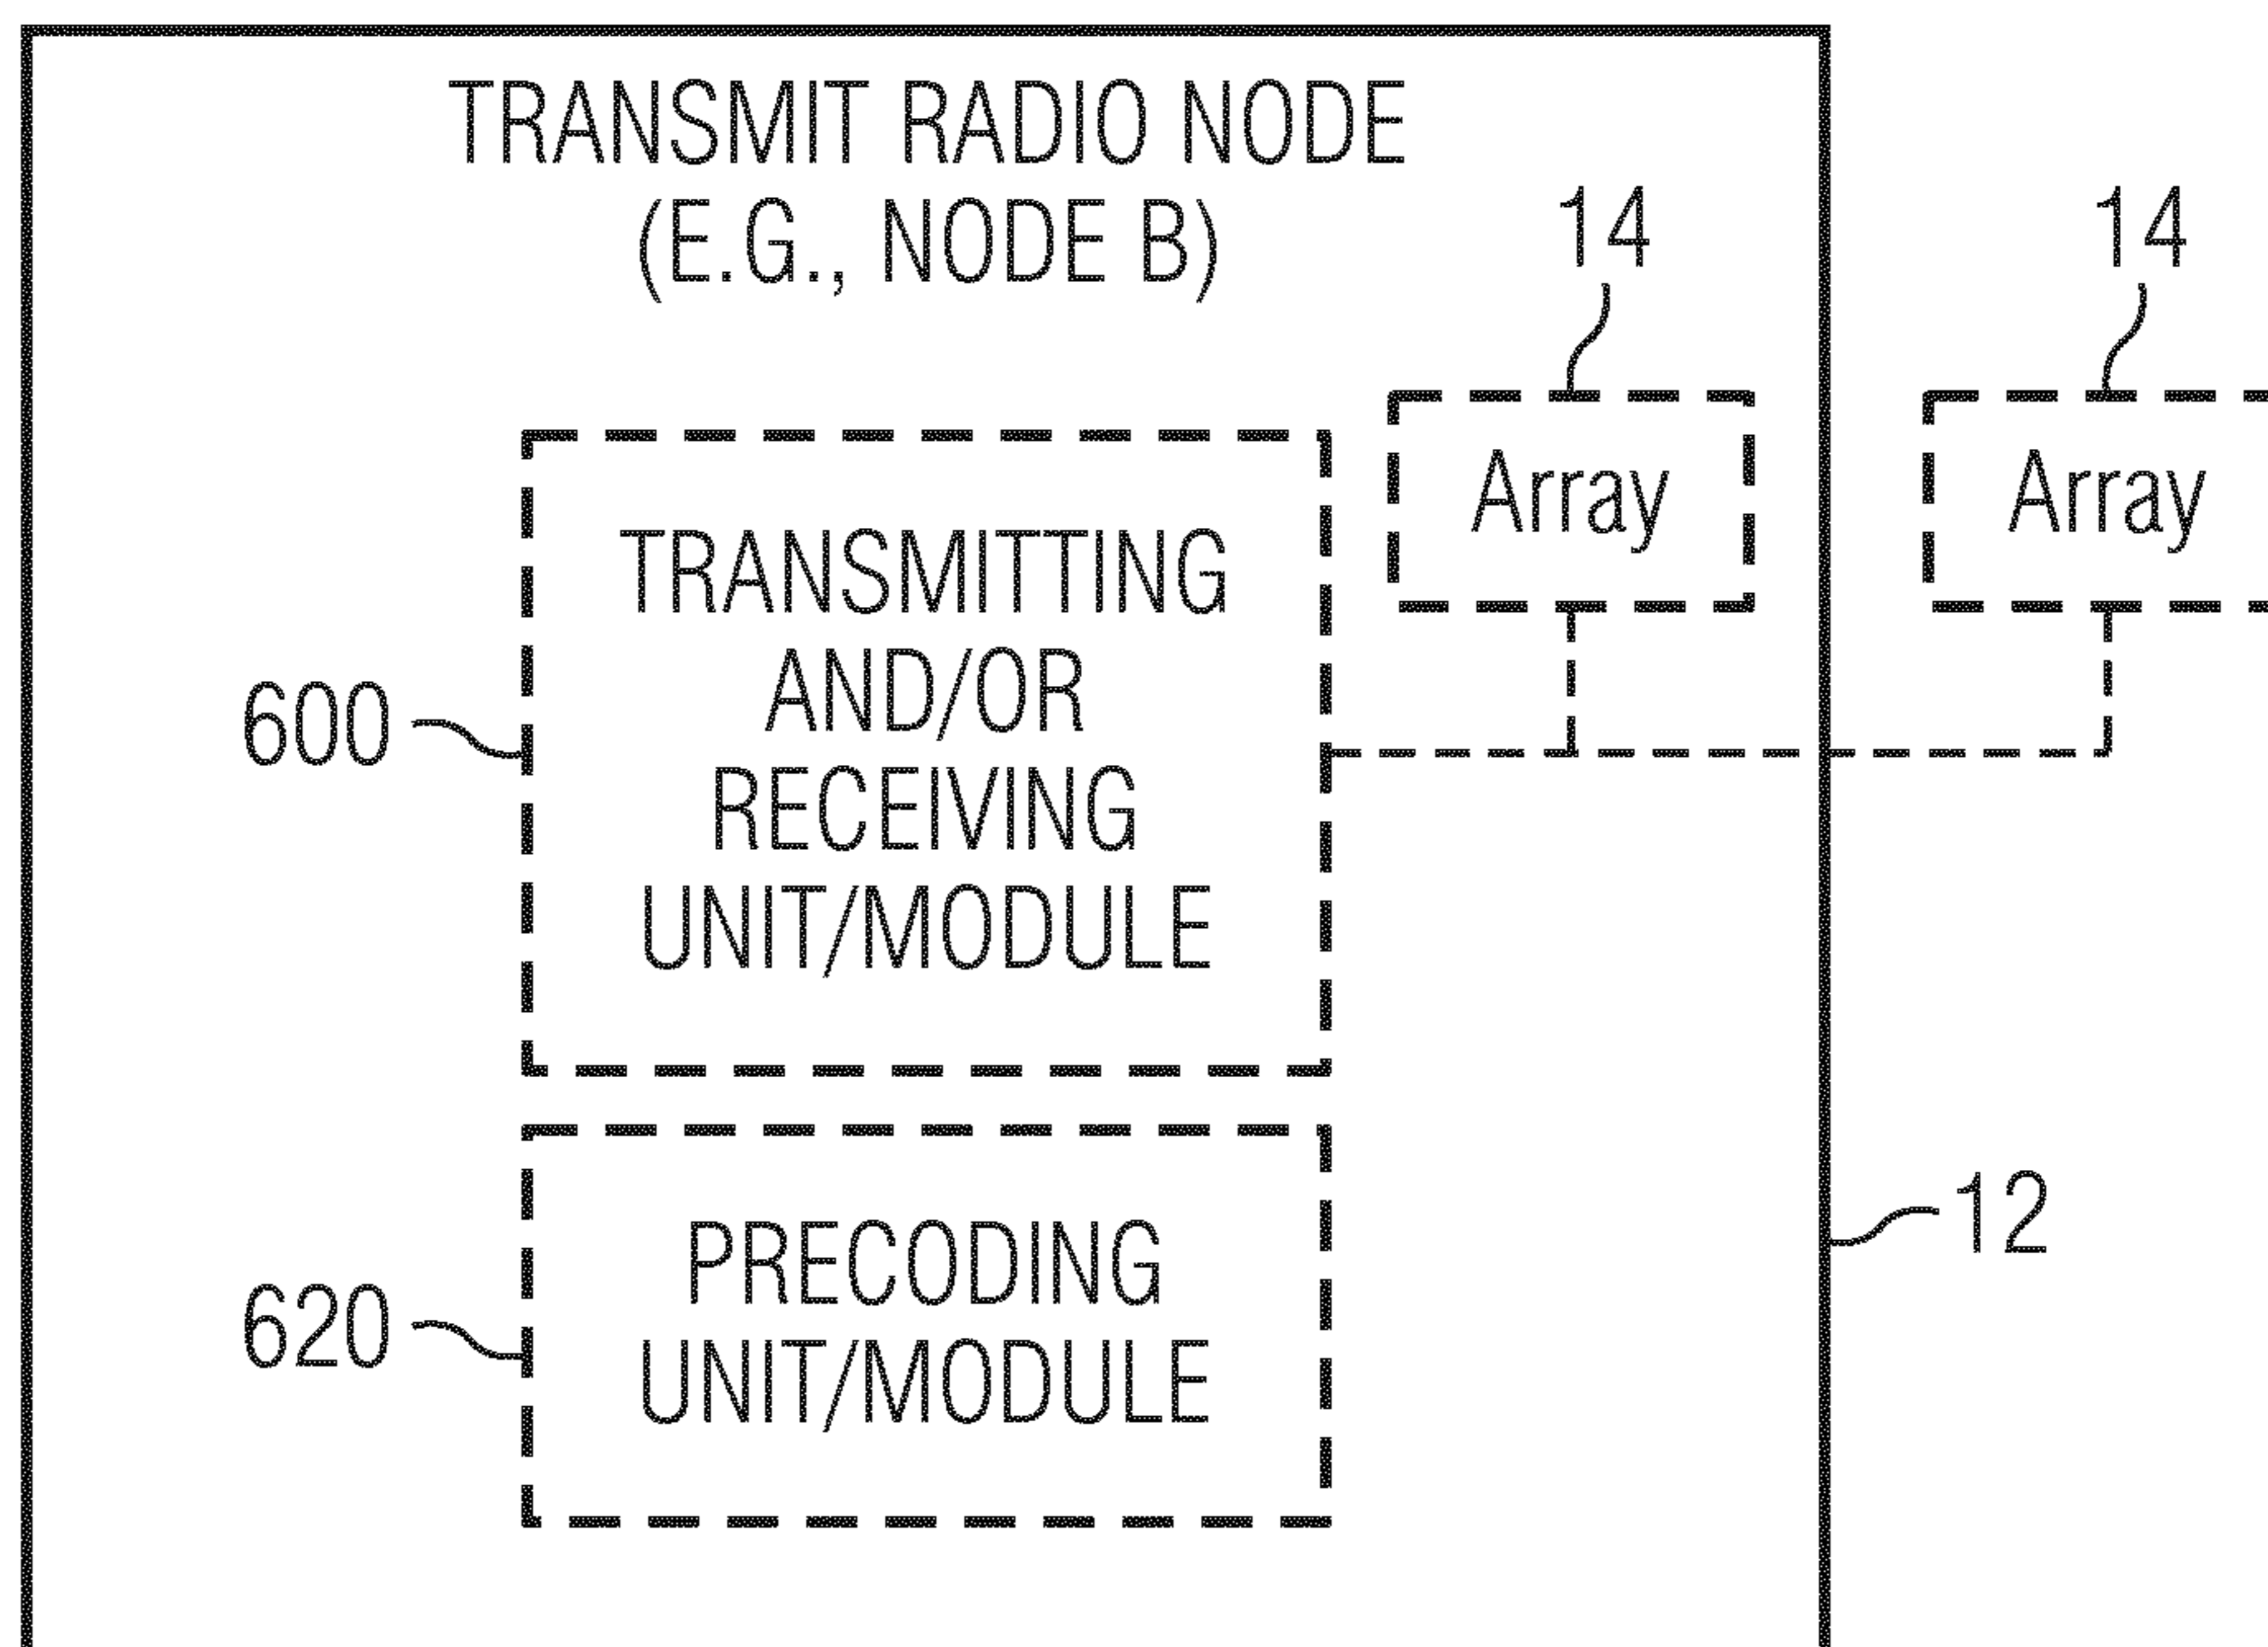 TRANSMIT RADIO NODE
(E.G., NODE B)
14
14
Array
Array
TRANSMITTING
AND/OR
RECEIVING
UNIT/MODULE
600
12
PRECODING
UNIT/MODULE
620